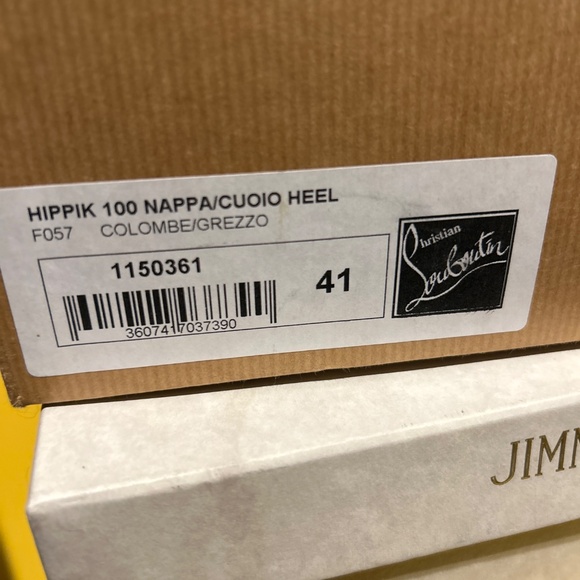 HIPPIK 100 NAPPA/CUOIO HEEL
F057 COLOMBE/GREZZO
1150361
41
3607417037390
Christian
Louboutin
JIMM